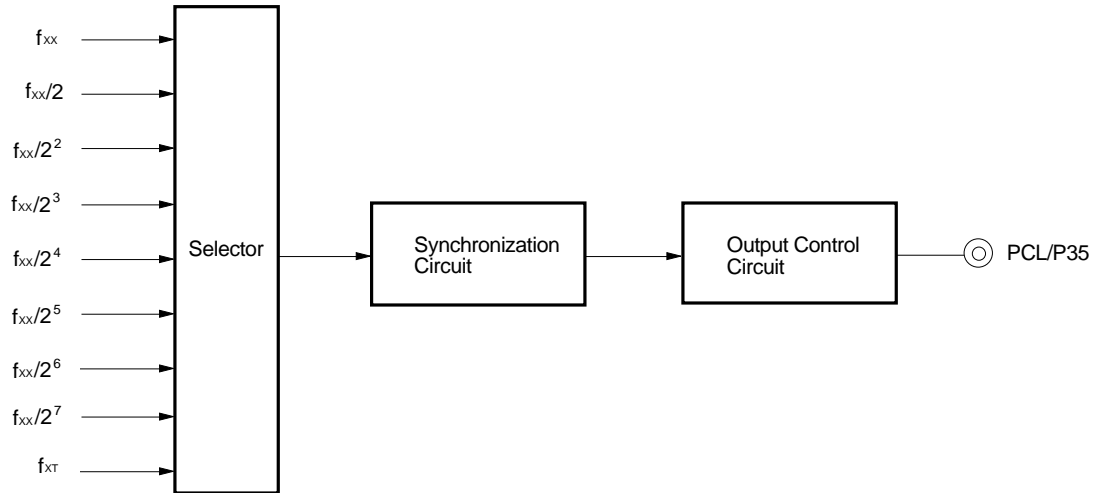 fxx
fxx/2
fxx/2²
fxx/2³
fxx/2⁴
fxx/2⁵
fxx/2⁶
fxx/2⁷
fXT
Selector
Synchronization
Circuit
Output Control
Circuit
PCL/P35